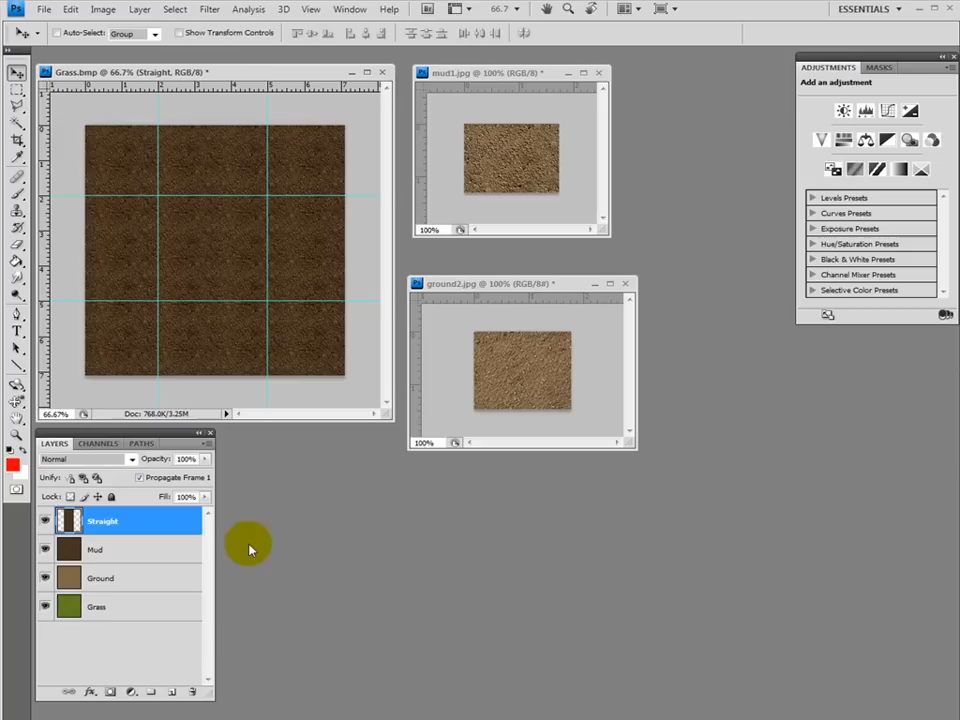 Ps File Edit Image Layer Select Filter Analysis 3D View Window Help Br 66.7 ESSENTIALS
Auto-Select: Group Show Transform Controls
Grass.bmp @ 66.7% (Straight, RGB/8) *
mud1.jpg @ 100% (RGB/8) *
ADJUSTMENTS MASKS
Add an adjustment
Levels Presets
Curves Presets
Exposure Presets
Hue/Saturation Presets
Black & White Presets
Channel Mixer Presets
Selective Color Presets
100%
ground2.jpg @ 100% (RGB/8#) *
100%
66.67% Doc: 768.0K/3.25M
LAYERS CHANNELS PATHS
Normal Opacity: 100%
Unify: Propagate Frame 1
Lock: Fill: 100%
Straight
Mud
Ground
Grass
fx